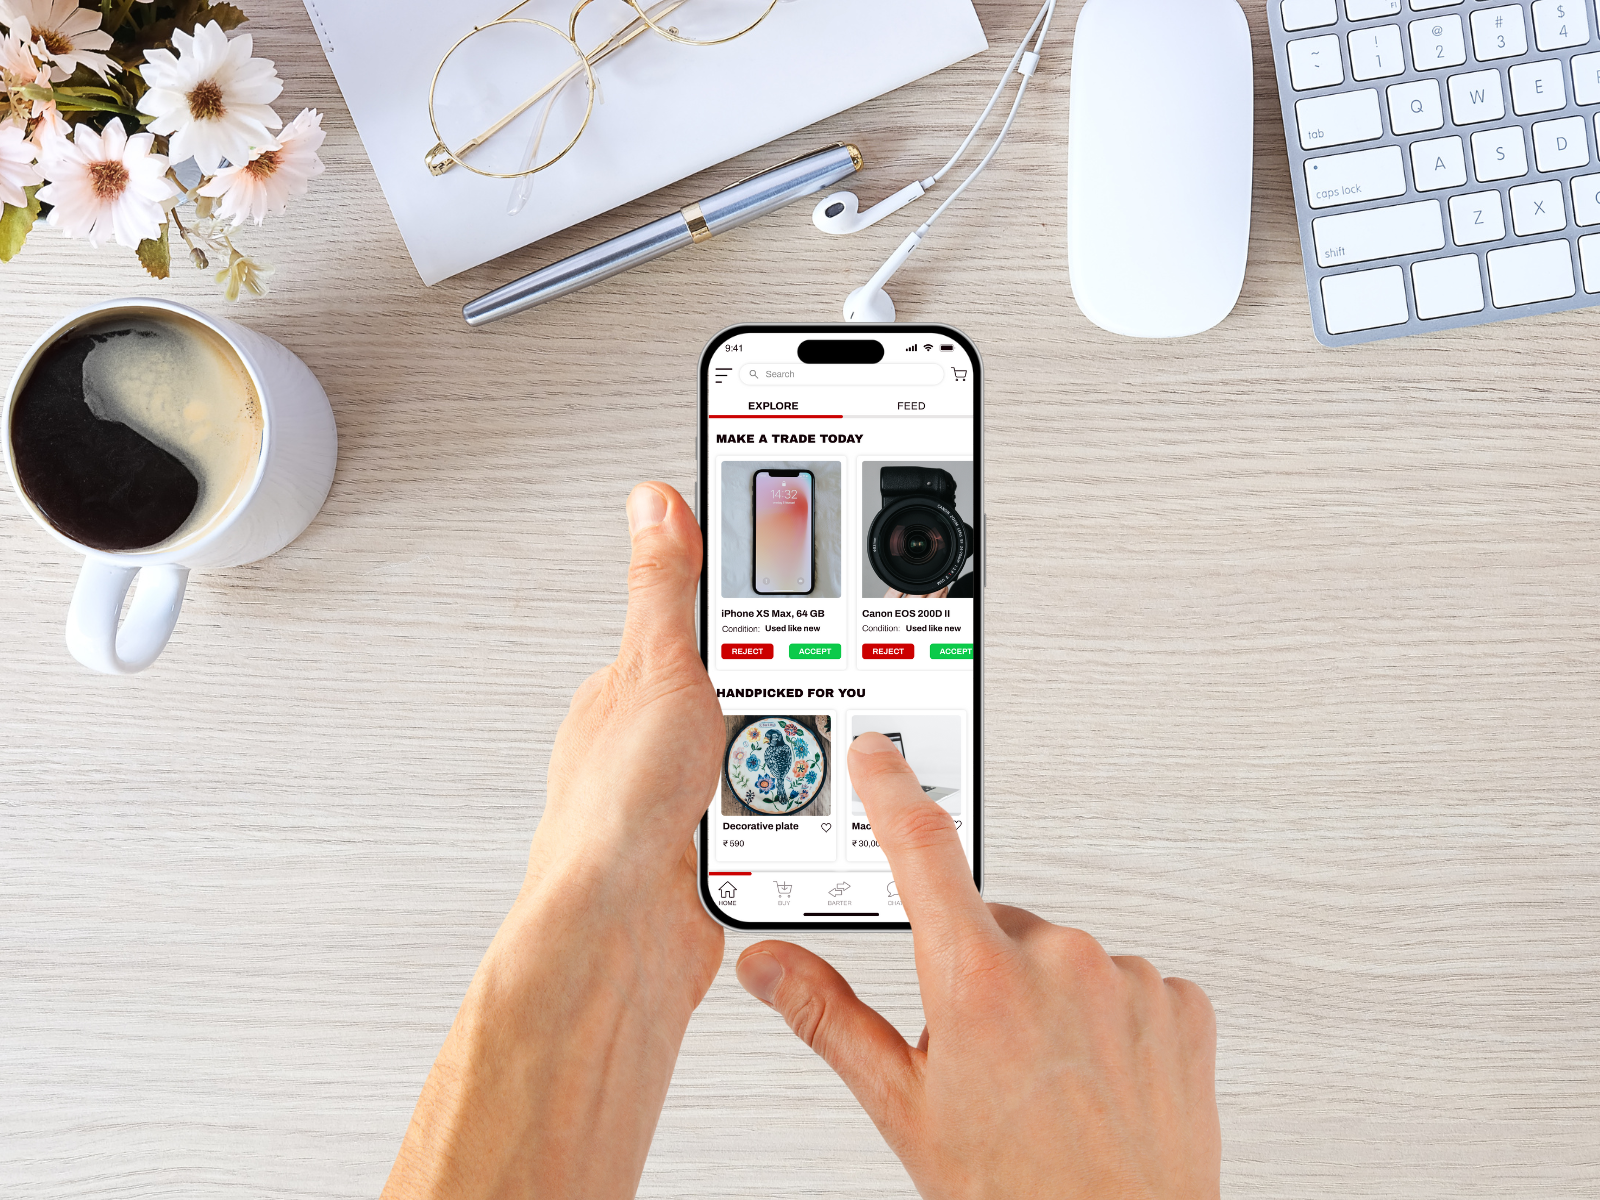 9:41
Search
EXPLORE
FEED
MAKE A TRADE TODAY
14:32
iPhone XS Max, 64 GB
Condition: Used like new
REJECT
ACCEPT
Canon EOS 200D II
Condition: Used like new
REJECT
ACCEPT
HANDPICKED FOR YOU
Decorative plate
₹ 590
Mac
₹ 30,00
HOME
BUY
BARTER
CHA
~
`
!
1
@
2
#
3
$
4
tab
Q
W
E
caps lock
A
S
D
shift
Z
X